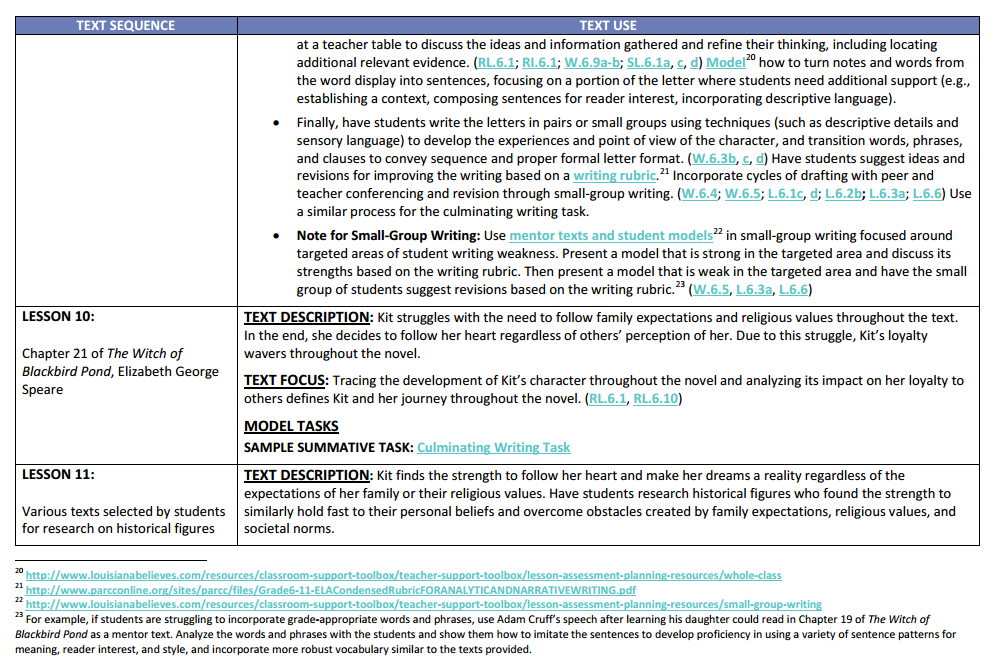 TEXT SEQUENCE
TEXT USE
at a teacher table to discuss the ideas and information gathered and refine their thinking, including locating
additional relevant evidence. (RL.6.1; RI.6.1; W.6.9a-b; SL.6.1a, c, d) Model20 how to turn notes and words from
the word display into sentences, focusing on a portion of the letter where students need additional support (e.g.,
establishing a context, composing sentences for reader interest, incorporating descriptive language).
• Finally, have students write the letters in pairs or small groups using techniques (such as descriptive details and
sensory language) to develop the experiences and point of view of the character, and transition words, phrases,
and clauses to convey sequence and proper formal letter format. (W.6.3b, c, d) Have students suggest ideas and
revisions for improving the writing based on a writing rubric.21 Incorporate cycles of drafting with peer and
teacher conferencing and revision through small-group writing. (W.6.4; W.6.5; L.6.1c, d; L.6.2b; L.6.3a; L.6.6) Use
a similar process for the culminating writing task.
• Note for Small-Group Writing: Use mentor texts and student models22 in small-group writing focused around
targeted areas of student writing weakness. Present a model that is strong in the targeted area and discuss its
strengths based on the writing rubric. Then present a model that is weak in the targeted area and have the small
group of students suggest revisions based on the writing rubric.23 (W.6.5, L.6.3a, L.6.6)
LESSON 10:
Chapter 21 of The Witch of
Blackbird Pond, Elizabeth George
Speare
TEXT DESCRIPTION: Kit struggles with the need to follow family expectations and religious values throughout the text.
In the end, she decides to follow her heart regardless of others’ perception of her. Due to this struggle, Kit’s loyalty
wavers throughout the novel.
TEXT FOCUS: Tracing the development of Kit’s character throughout the novel and analyzing its impact on her loyalty to
others defines Kit and her journey throughout the novel. (RL.6.1, RL.6.10)
MODEL TASKS
SAMPLE SUMMATIVE TASK: Culminating Writing Task
LESSON 11:
Various texts selected by students
for research on historical figures
TEXT DESCRIPTION: Kit finds the strength to follow her heart and make her dreams a reality regardless of the
expectations of her family or their religious values. Have students research historical figures who found the strength to
similarly hold fast to their personal beliefs and overcome obstacles created by family expectations, religious values, and
societal norms.
20 http://www.louisianabelieves.com/resources/classroom-support-toolbox/teacher-support-toolbox/lesson-assessment-planning-resources/whole-class
21 http://www.parcconline.org/sites/parcc/files/Grade6-11-ELACondensedRubricFORANALYTICANDNARRATIVEWRITING.pdf
22 http://www.louisianabelieves.com/resources/classroom-support-toolbox/teacher-support-toolbox/lesson-assessment-planning-resources/small-group-writing
23 For example, if students are struggling to incorporate grade-appropriate words and phrases, use Adam Cruff’s speech after learning his daughter could read in Chapter 19 of The Witch of
Blackbird Pond as a mentor text. Analyze the words and phrases with the students and show them how to imitate the sentences to develop proficiency in using a variety of sentence patterns for
meaning, reader interest, and style, and incorporate more robust vocabulary similar to the texts provided.